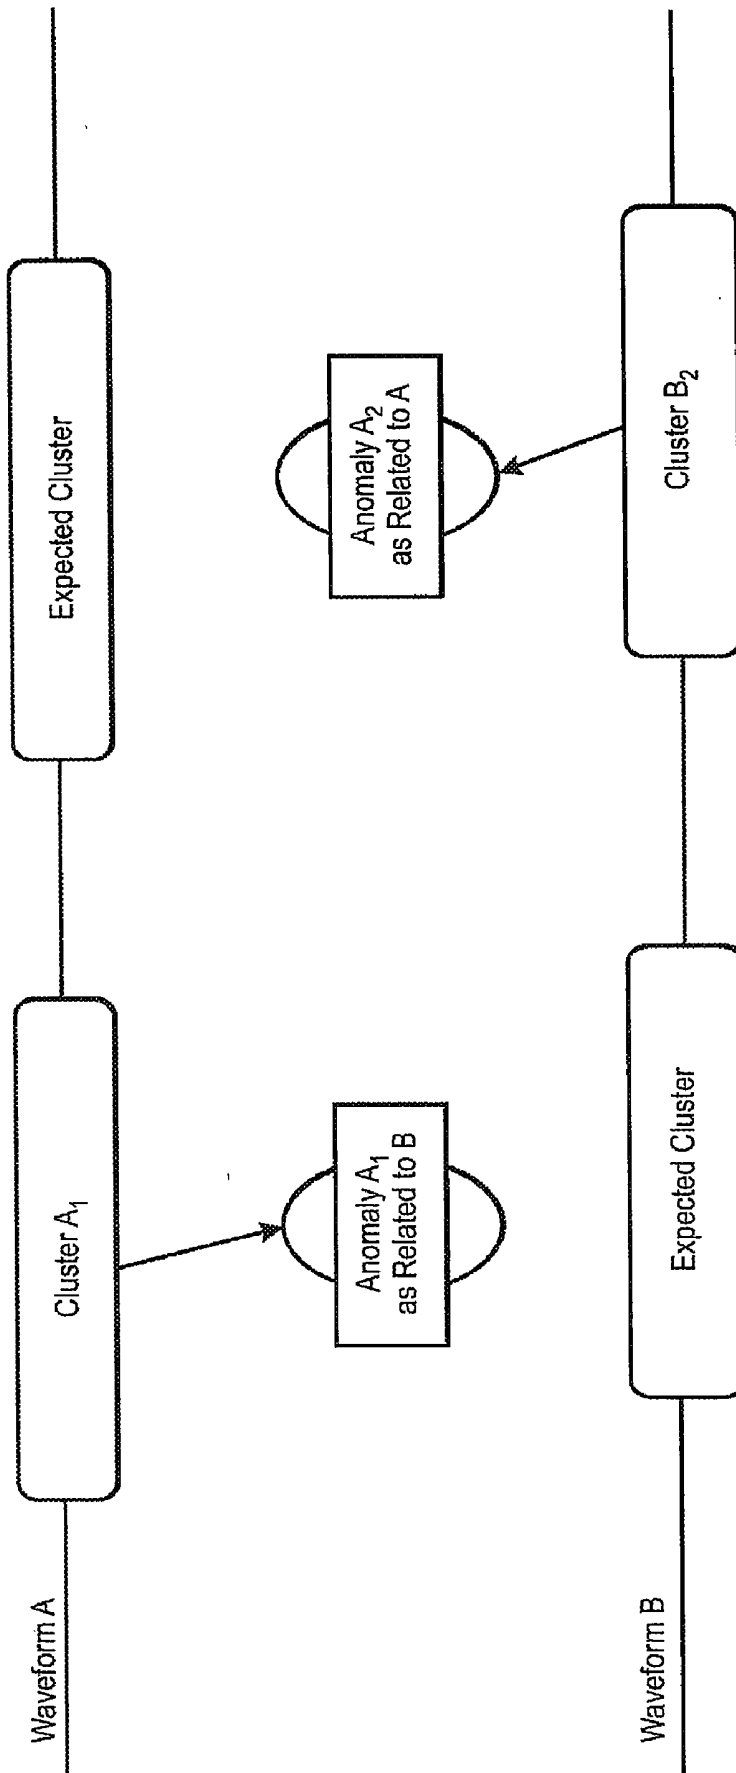 Waveform A
Cluster A₁
Expected Cluster
Anomaly A₁
as Related to B
Anomaly A₂
as Related to A
Waveform B
Expected Cluster
Cluster B₂